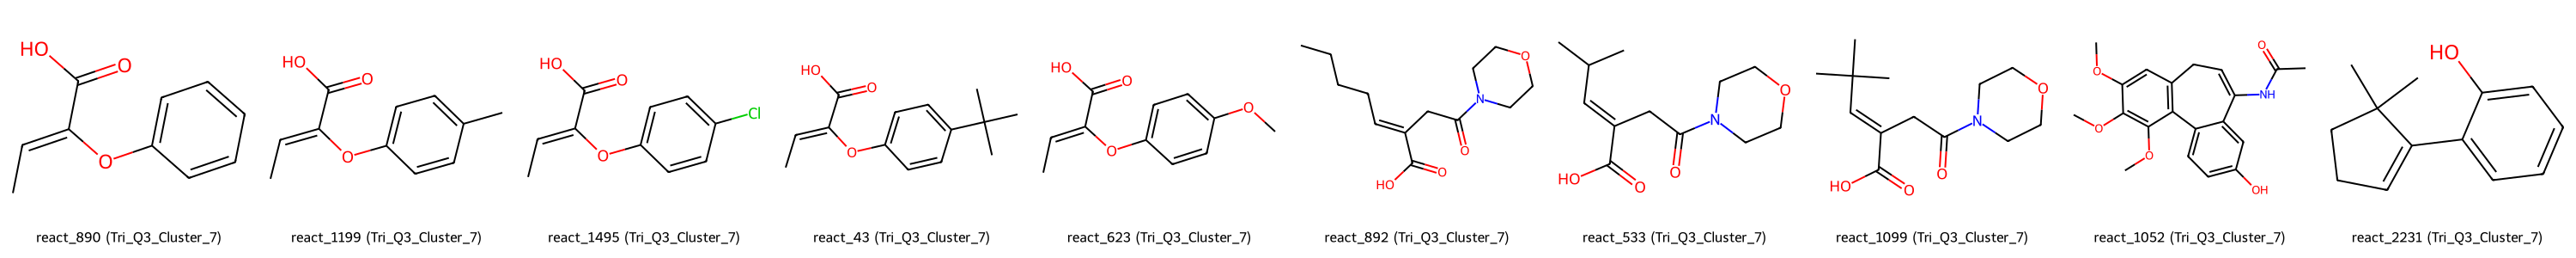 HO O O
HO O O
HO O O Cl
HO O O
HO O O O
O N O HO O
O N O HO O
O N O HO O
O O O O NH OH
HO
react_890 (Tri_Q3_Cluster_7)
react_1199 (Tri_Q3_Cluster_7)
react_1495 (Tri_Q3_Cluster_7)
react_43 (Tri_Q3_Cluster_7)
react_623 (Tri_Q3_Cluster_7)
react_892 (Tri_Q3_Cluster_7)
react_533 (Tri_Q3_Cluster_7)
react_1099 (Tri_Q3_Cluster_7)
react_1052 (Tri_Q3_Cluster_7)
react_2231 (Tri_Q3_Cluster_7)